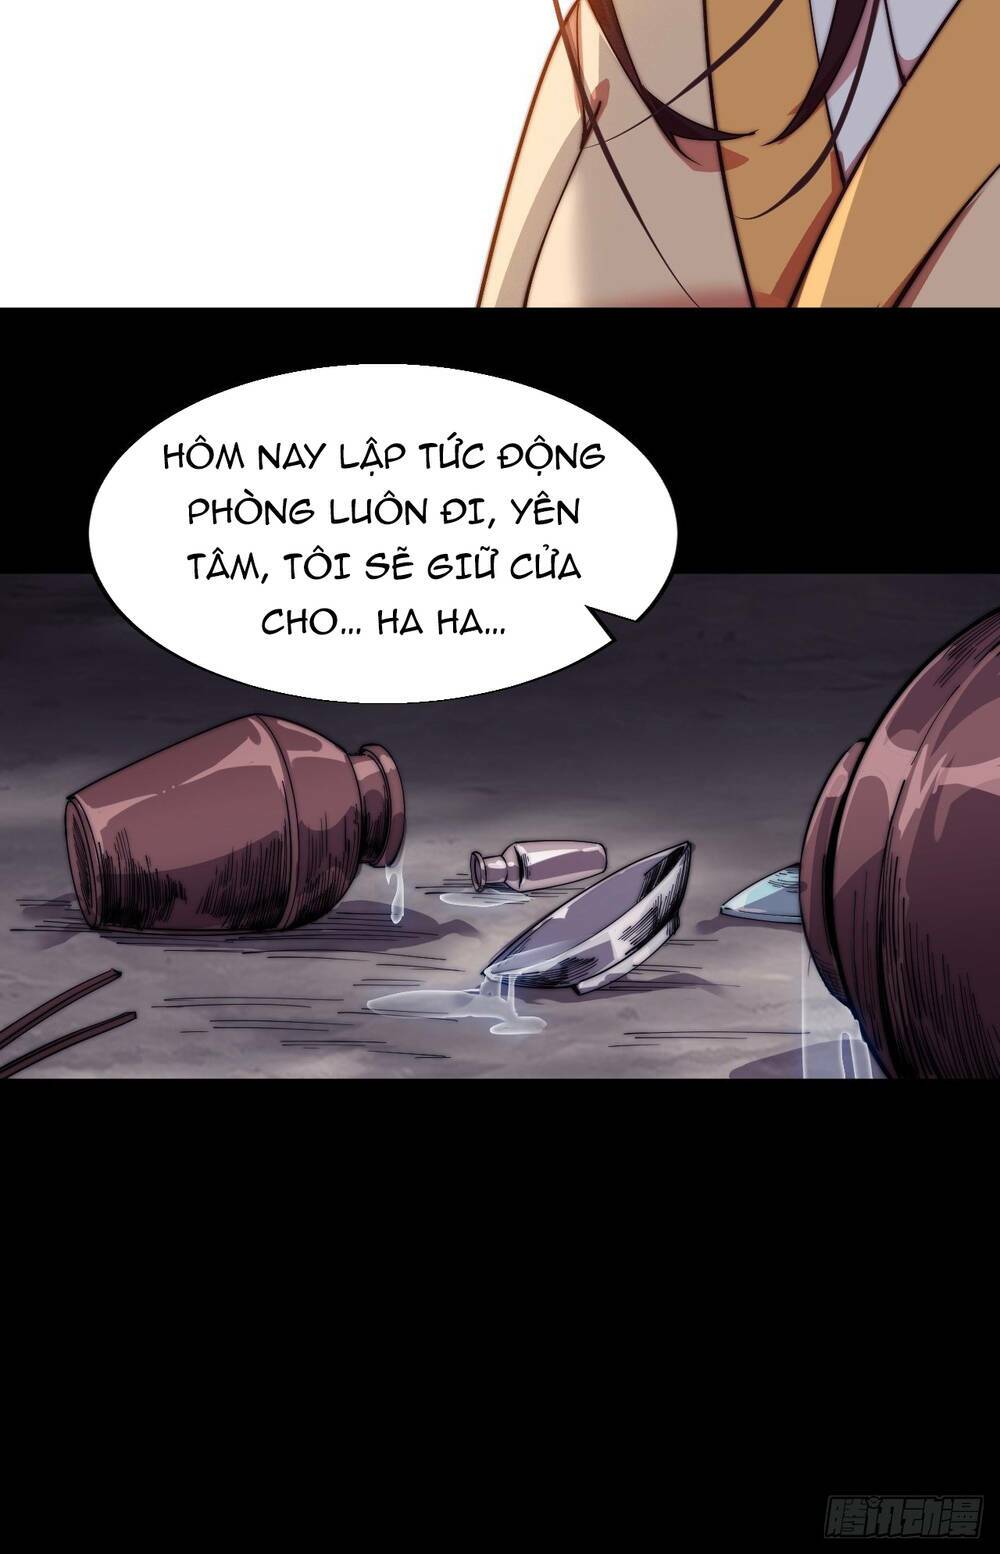 HÔM NAY LẬP TỨC ĐỘNG
PHÒNG LUÔN ĐI, YÊN
TÂM, TÔI SẼ GIỮ CỬA
CHO... HA HA...
腾讯动漫